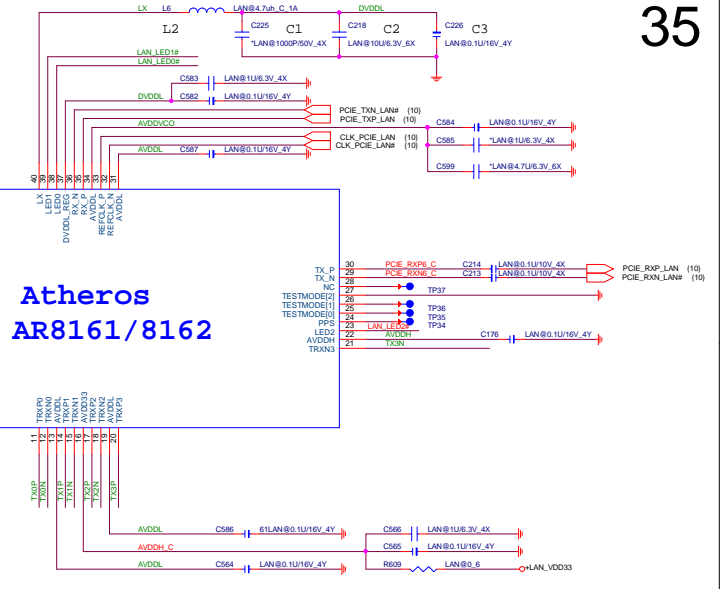 35
LX L6 LAN@4.7uh_C_1A DVDDL
L2 C225 C1 C218 C2 C226 C3
*LAN@1000P/50V_4X LAN@10U/6.3V_6X LAN@0.1U/16V_4Y
LAN_LED1#
LAN_LED0#
C583 LAN@1U/6.3V_4X
DVDDL C582 LAN@0.1U/16V_4Y
PCIE_TXN_LAN# (10)
PCIE_TXP_LAN (10)
AVDDVCO
C584 LAN@0.1U/16V_4Y
CLK_PCIE_LAN (10)
CLK_PCIE_LAN# (10)
C585 *LAN@1U/6.3V_4X
AVDDL C587 LAN@0.1U/16V_4Y
C599 *LAN@4.7U/6.3V_6X
40 39 38 37 36 35 34 33 32 31
LX LED1 LED0 DVDDL_REG RX_N RX_P AVDDL REFCLK_P REFCLK_N AVDDL
Atheros
AR8161/8162
TX_P 30 PCIE_RXP6_C C214 LAN@0.1U/10V_4X PCIE_RXP_LAN (10)
TX_N 29 PCIE_RXN6_C C213 LAN@0.1U/10V_4X PCIE_RXN_LAN# (10)
NC 28
TESTMODE[2] 27 TP37
TESTMODE[1] 26
TESTMODE[0] 25 TP36
PPS 24 TP35
LED2 23 LAN_LED2# TP34
AVDDH 22 AVDDH C176 LAN@0.1U/16V_4Y
TRXN3 21 TX3N
TRXP0 TRXN0 AVDDL TRXP1 TRXN1 AVDD33 TRXP2 TRXN2 AVDDL TRXP3
11 12 13 14 15 16 17 18 19 20
TX0P TX0N TX1P TX1N TX2P TX2N TX3P
AVDDL C586 61LAN@0.1U/16V_4Y
C566 LAN@1U/6.3V_4X
AVDDH_C C565 LAN@0.1U/16V_4Y
AVDDL C564 LAN@0.1U/16V_4Y
R609 LAN@0_6 +LAN_VDD33